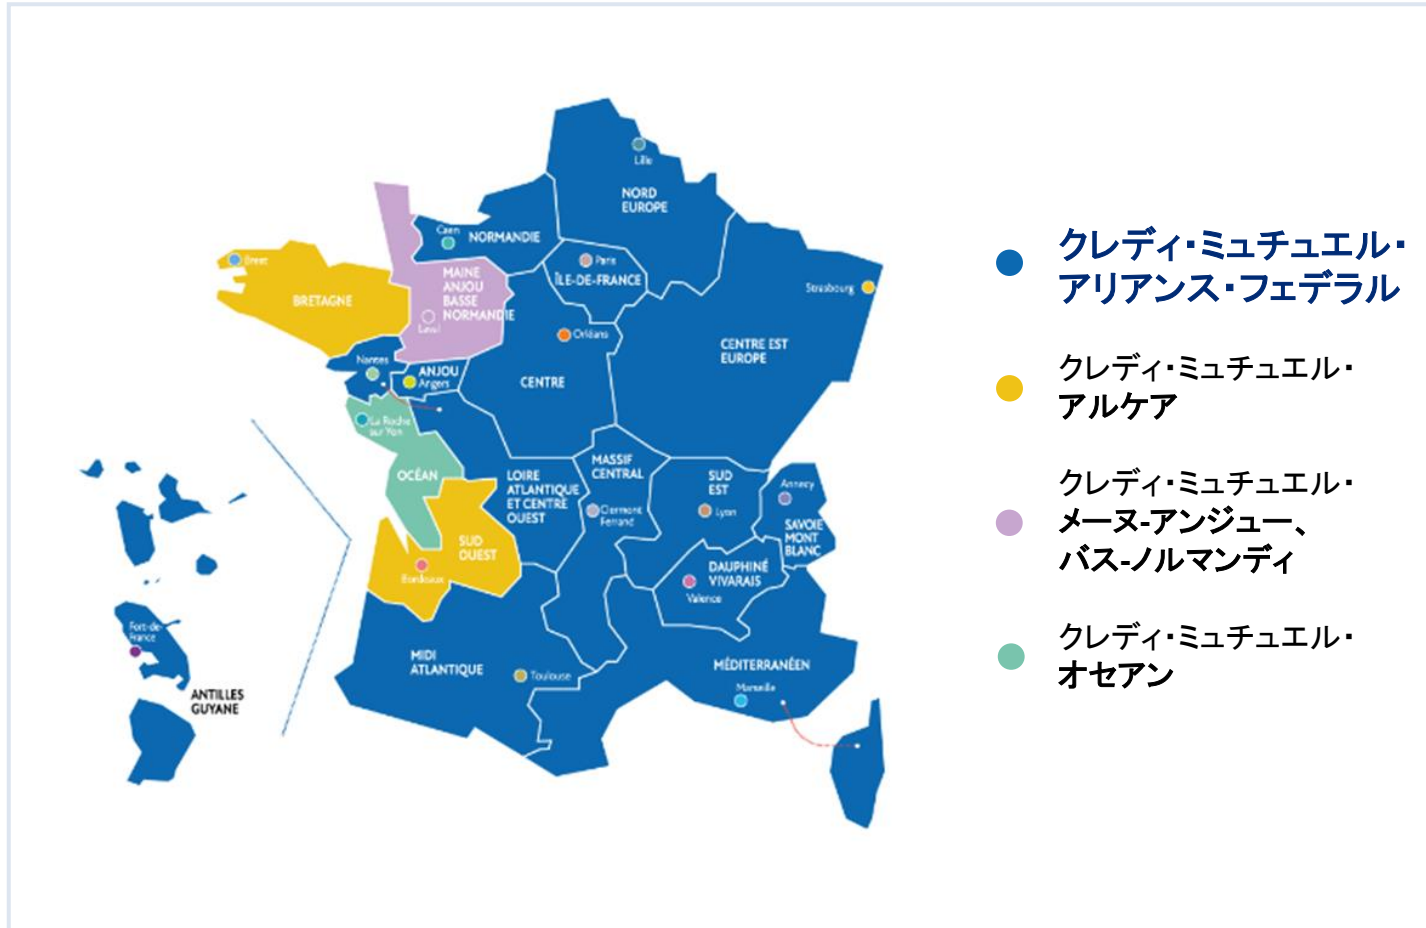 Lille
NORD
EUROPE
Caen
NORMANDIE
Paris
ÎLE-DE-FRANCE
Brest
BRETAGNE
MAINE
ANJOU
BASSE
NORMANDIE
Laval
Strasbourg
Orléans
CENTRE EST
EUROPE
Nantes
ANJOU
Angers
CENTRE
La Roche
sur Yon
OCÉAN
LOIRE
ATLANTIQUE
ET CENTRE
OUEST
MASSIF
CENTRAL
Clermont
Ferrand
SUD
EST
Lyon
Annecy
SAVOIE
MONT
BLANC
SUD
OUEST
Bordeaux
DAUPHINÉ
VIVARAIS
Valence
MIDI
ATLANTIQUE
Toulouse
MÉDITERRANÉEN
Marseille
Fort-de-
France
ANTILLES
GUYANE
クレディ・ミュチュエル・
アリアンス・フェデラル
クレディ・ミュチュエル・
アルケア
クレディ・ミュチュエル・
メーヌ-アンジュー、
バス-ノルマンディ
クレディ・ミュチュエル・
オセアン